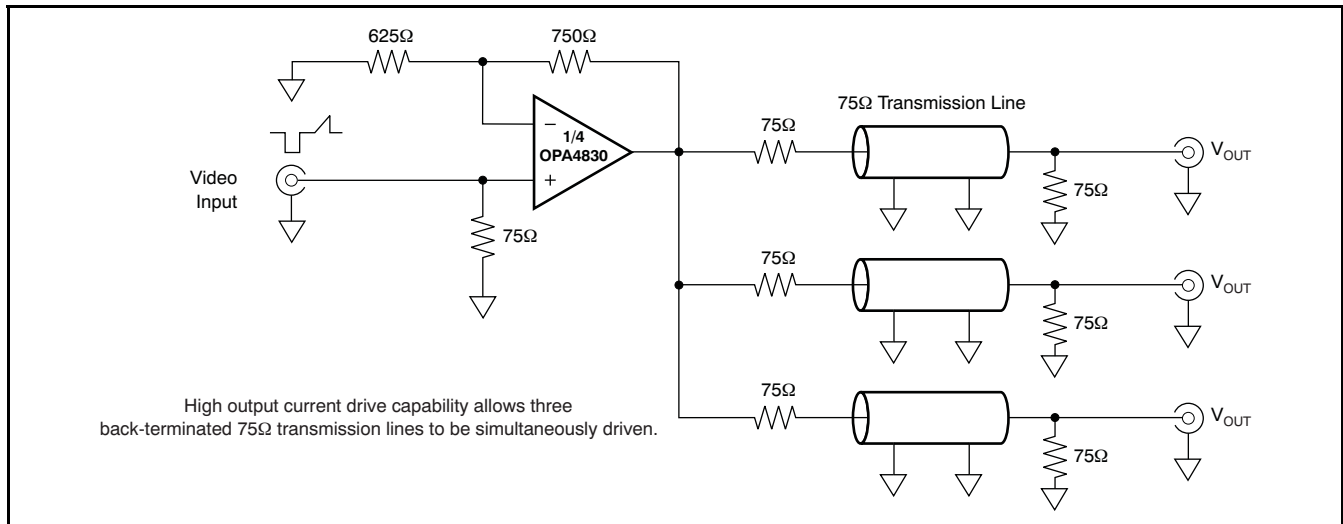 625Ω
750Ω
75Ω Transmission Line
75Ω
−
1/4
OPA4830
+
V_OUT
Video
Input
75Ω
75Ω
75Ω
V_OUT
75Ω
75Ω
V_OUT
75Ω
High output current drive capability allows three
back-terminated 75Ω transmission lines to be simultaneously driven.